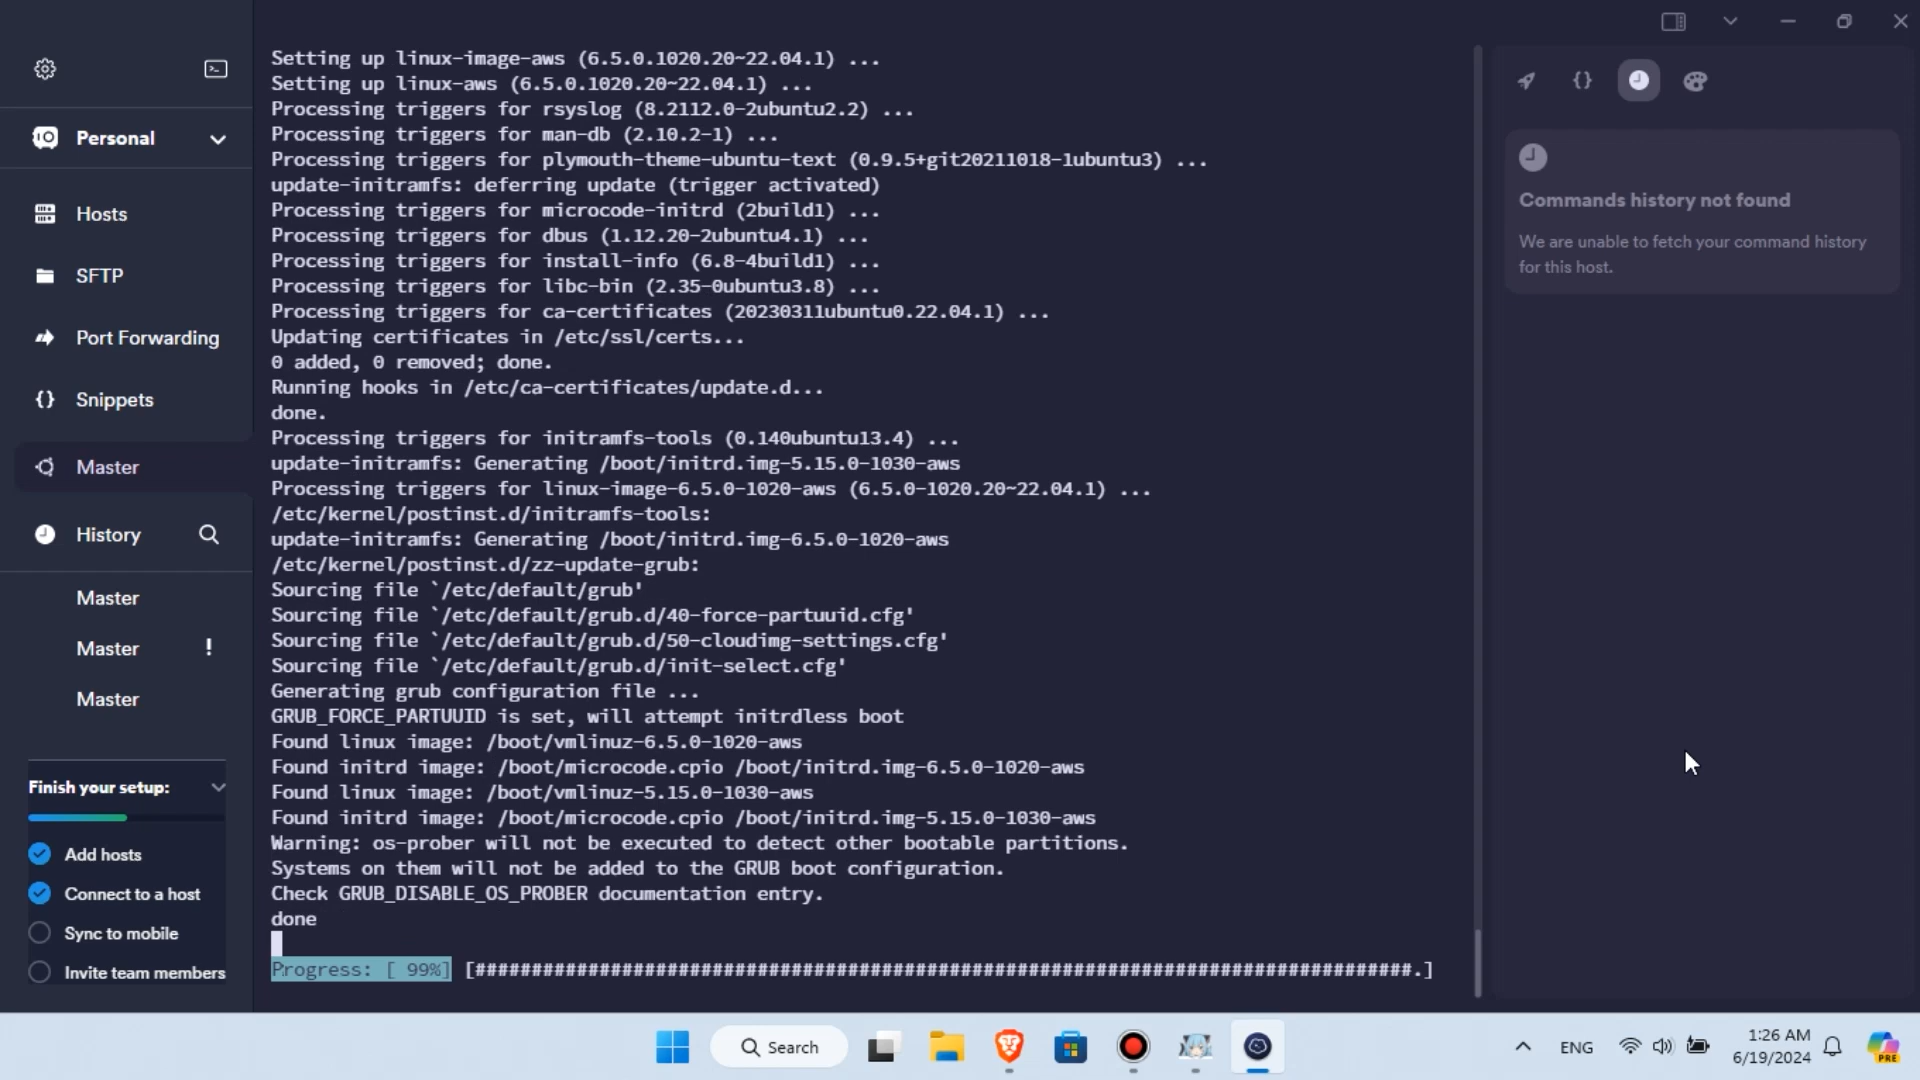 Personal
Hosts
SFTP
Port Forwarding
Snippets
Master
History
Master
Master !
Master
Finish your setup:
Add hosts
Connect to a host
Sync to mobile
Invite team members
Setting up linux-image-aws (6.5.0.1020.20~22.04.1) ...
Setting up linux-aws (6.5.0.1020.20~22.04.1) ...
Processing triggers for rsyslog (8.2112.0-2ubuntu2.2) ...
Processing triggers for man-db (2.10.2-1) ...
Processing triggers for plymouth-theme-ubuntu-text (0.9.5+git20211018-1ubuntu3) ...
update-initramfs: deferring update (trigger activated)
Processing triggers for microcode-initrd (2build1) ...
Processing triggers for dbus (1.12.20-2ubuntu4.1) ...
Processing triggers for install-info (6.8-4build1) ...
Processing triggers for libc-bin (2.35-0ubuntu3.8) ...
Processing triggers for ca-certificates (20230311ubuntu0.22.04.1) ...
Updating certificates in /etc/ssl/certs...
0 added, 0 removed; done.
Running hooks in /etc/ca-certificates/update.d...
done.
Processing triggers for initramfs-tools (0.140ubuntu13.4) ...
update-initramfs: Generating /boot/initrd.img-5.15.0-1030-aws
Processing triggers for linux-image-6.5.0-1020-aws (6.5.0-1020.20~22.04.1) ...
/etc/kernel/postinst.d/initramfs-tools:
update-initramfs: Generating /boot/initrd.img-6.5.0-1020-aws
/etc/kernel/postinst.d/zz-update-grub:
Sourcing file `/etc/default/grub'
Sourcing file `/etc/default/grub.d/40-force-partuuid.cfg'
Sourcing file `/etc/default/grub.d/50-cloudimg-settings.cfg'
Sourcing file `/etc/default/grub.d/init-select.cfg'
Generating grub configuration file ...
GRUB_FORCE_PARTUUID is set, will attempt initrdless boot
Found linux image: /boot/vmlinuz-6.5.0-1020-aws
Found initrd image: /boot/microcode.cpio /boot/initrd.img-6.5.0-1020-aws
Found linux image: /boot/vmlinuz-5.15.0-1030-aws
Found initrd image: /boot/microcode.cpio /boot/initrd.img-5.15.0-1030-aws
Warning: os-prober will not be executed to detect other bootable partitions.
Systems on them will not be added to the GRUB boot configuration.
Check GRUB_DISABLE_OS_PROBER documentation entry.
done
Progress: [ 99%] [###################################################################################.]
Commands history not found
We are unable to fetch your command history
for this host.
Search
ENG
1:26 AM
6/19/2024
PRE